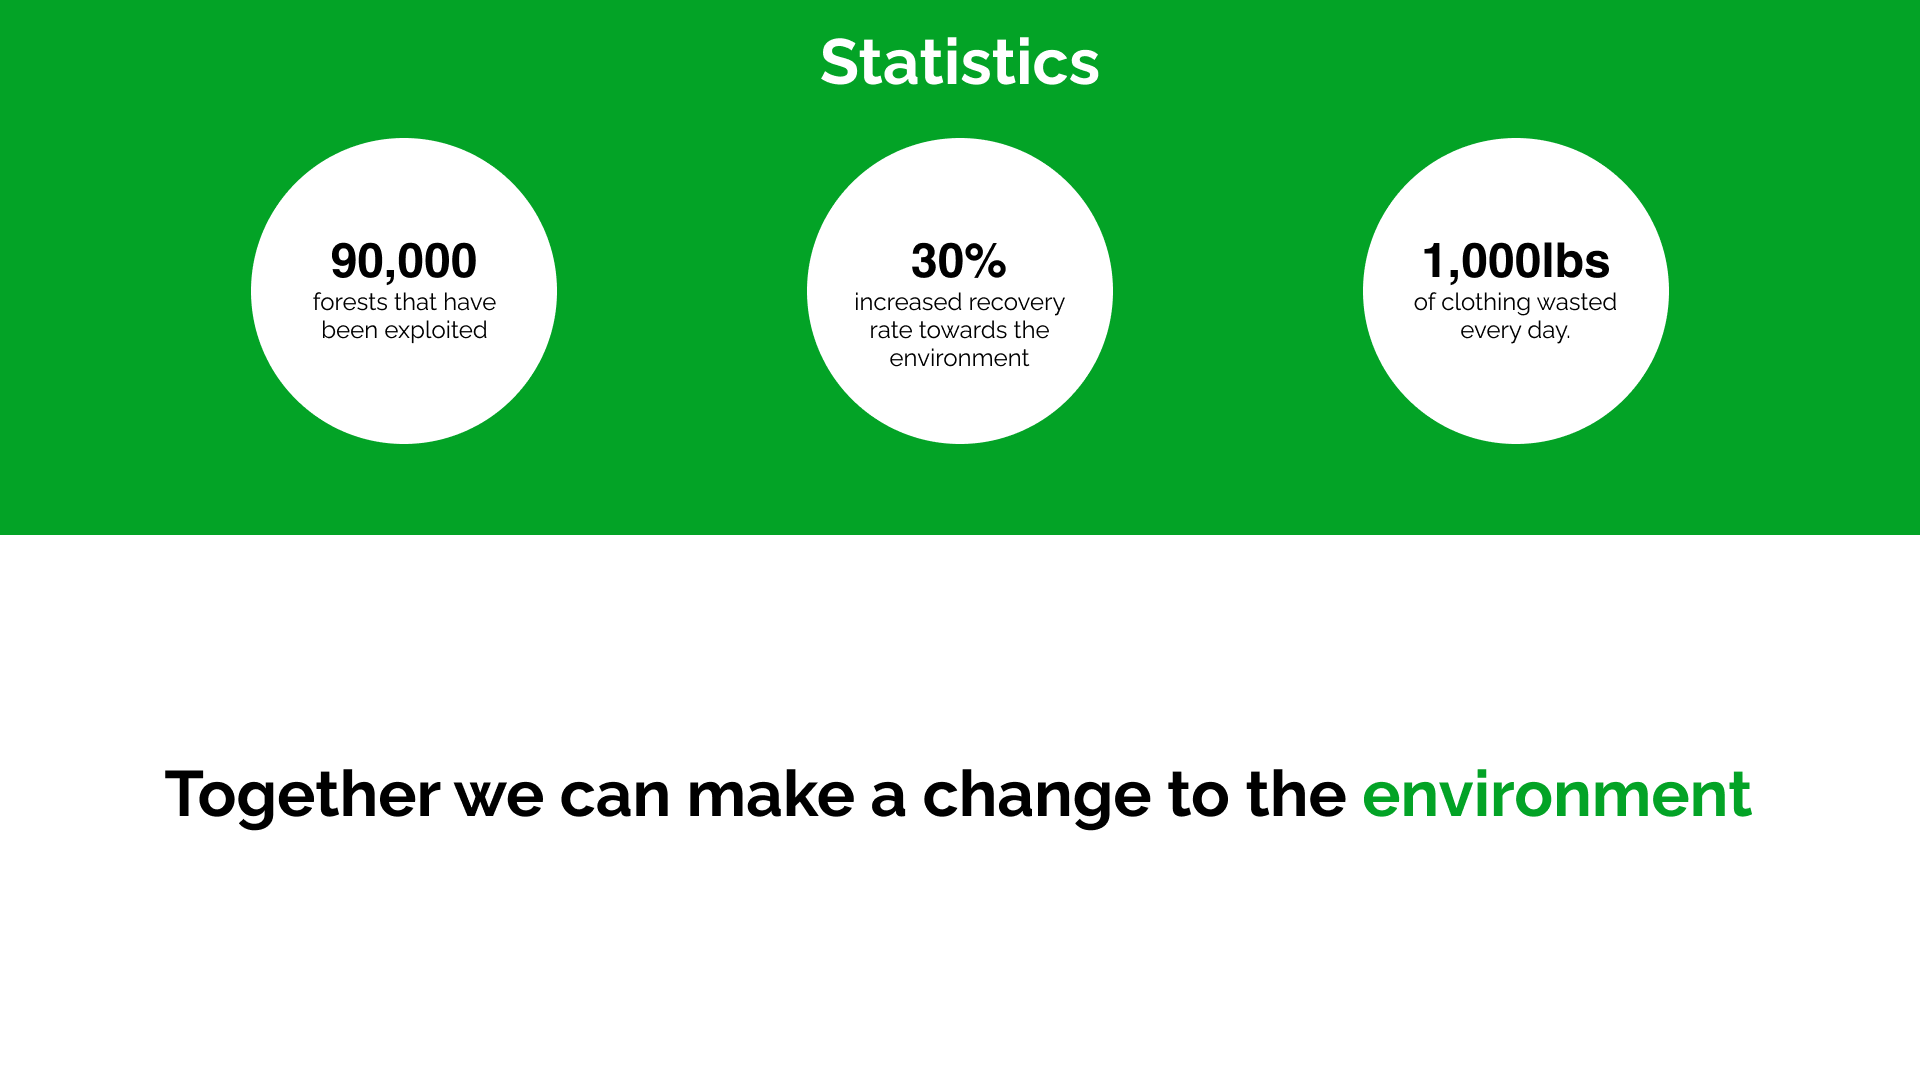 Statistics
90,000
forests that have
been exploited
30%
increased recovery
rate towards the
environment
1,000lbs
of clothing wasted
every day.
Together we can make a change to the environment